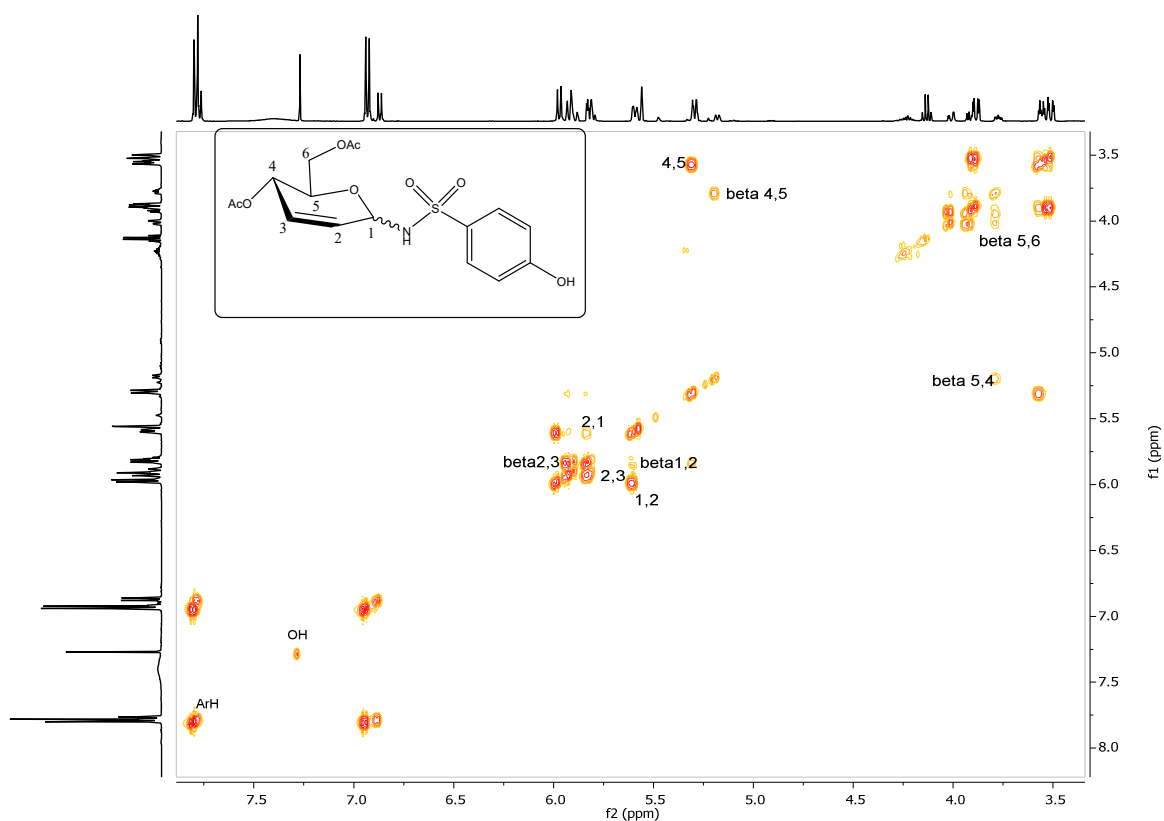 6
OAc
4
O
O
O
5
AcO
S
3
2
1
N
H
OH
4,5
beta 4,5
beta 5,6
beta 5,4
2,1
beta2,3
beta1,2
2,3
1,2
OH
ArH
3.5
4.0
4.5
5.0
5.5
6.0
6.5
7.0
7.5
8.0
f1 (ppm)
7.5 7.0 6.5 6.0 5.5 5.0 4.5 4.0 3.5
f2 (ppm)